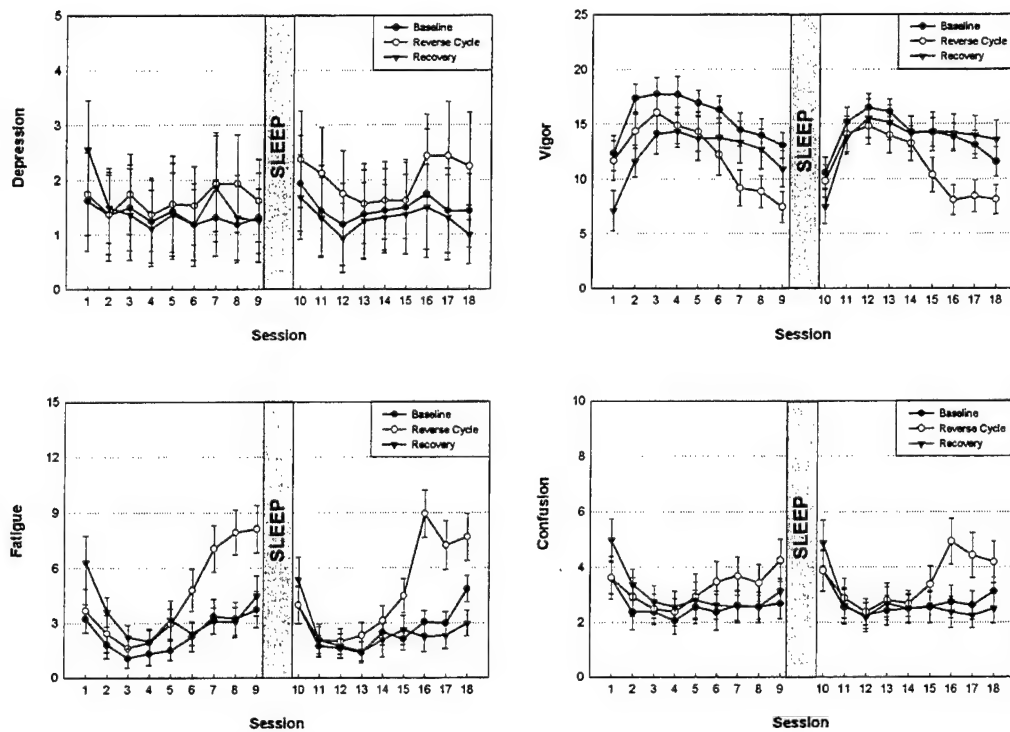 Depression
5
4
3
2
1
0
Baseline
Reverse Cycle
Recovery
SLEEP
1 2 3 4 5 6 7 8 9 10 11 12 13 14 15 16 17 18
Session
Vigor
25
20
15
10
5
0
Baseline
Reverse Cycle
Recovery
SLEEP
1 2 3 4 5 6 7 8 9 10 11 12 13 14 15 16 17 18
Session
Fatigue
15
12
9
6
3
0
Baseline
Reverse Cycle
Recovery
SLEEP
1 2 3 4 5 6 7 8 9 10 11 12 13 14 15 16 17 18
Session
Confusion
10
8
6
4
2
0
Baseline
Reverse Cycle
Recovery
SLEEP
1 2 3 4 5 6 7 8 9 10 11 12 13 14 15 16 17 18
Session